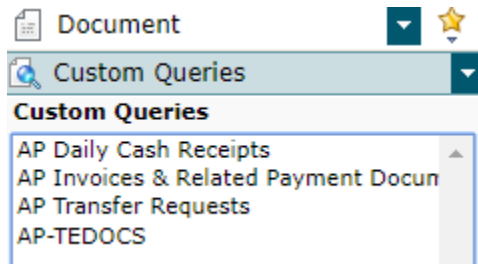 Document
Custom Queries
Custom Queries
AP Daily Cash Receipts
AP Invoices & Related Payment Docum
AP Transfer Requests
AP-TEDOCS